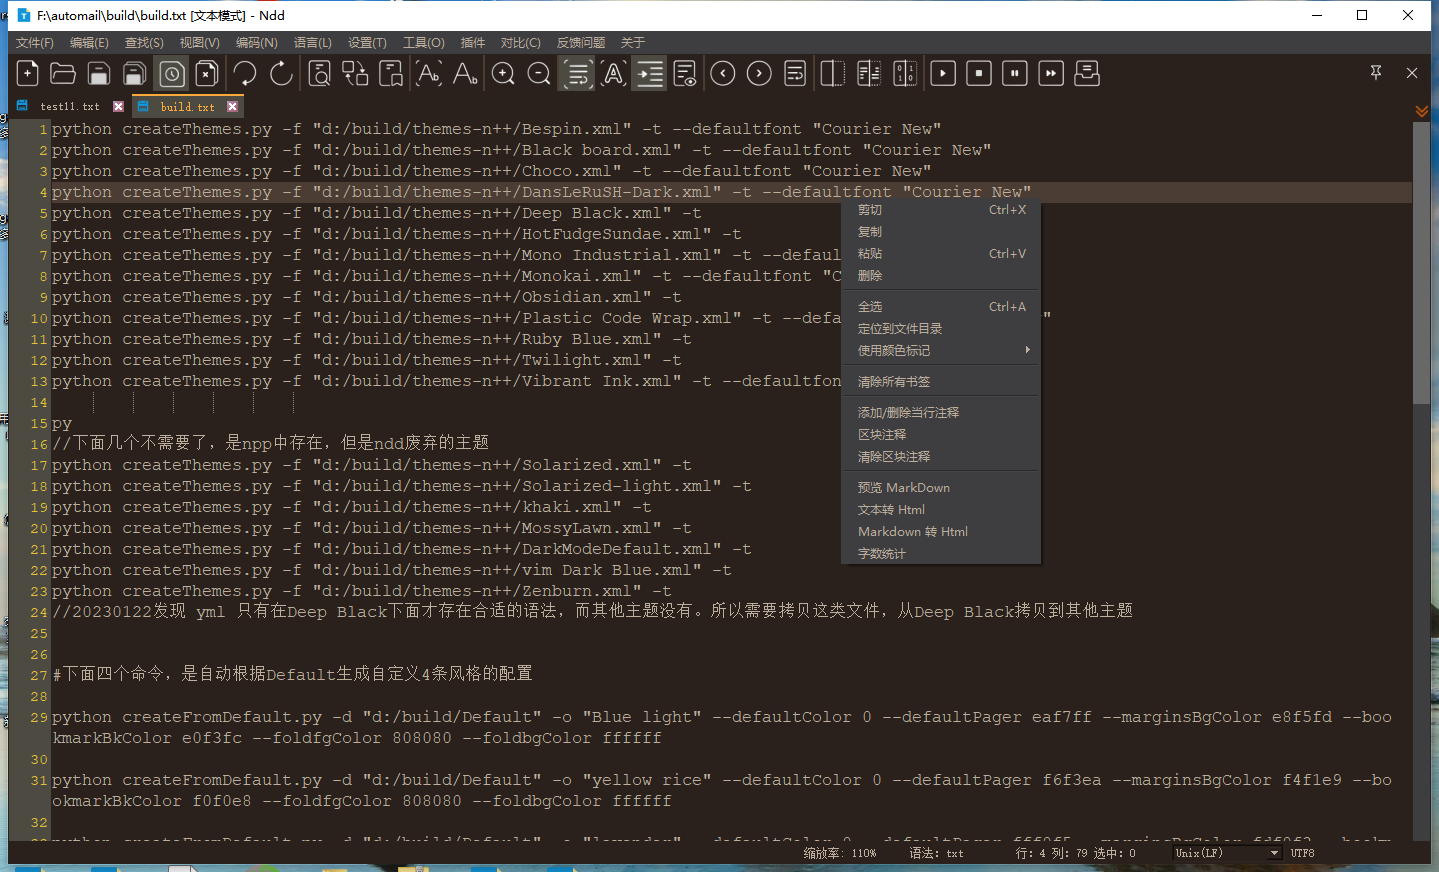 F:\automail\build\build.txt [文本模式] - Ndd
文件(F) 编辑(E) 查找(S) 视图(V) 编码(N) 语言(L) 设置(T) 工具(O) 插件 对比(C) 反馈问题 关于
test11.txt build.txt
1 python createThemes.py -f "d:/build/themes-n++/Bespin.xml" -t --defaultfont "Courier New"
2 python createThemes.py -f "d:/build/themes-n++/Black board.xml" -t --defaultfont "Courier New"
3 python createThemes.py -f "d:/build/themes-n++/Choco.xml" -t --defaultfont "Courier New"
4 python createThemes.py -f "d:/build/themes-n++/DansLeRuSH-Dark.xml" -t --defaultfont "Courier New"
5 python createThemes.py -f "d:/build/themes-n++/Deep Black.xml" -t
6 python createThemes.py -f "d:/build/themes-n++/HotFudgeSundae.xml" -t
7 python createThemes.py -f "d:/build/themes-n++/Mono Industrial.xml" -t --defaul
8 python createThemes.py -f "d:/build/themes-n++/Monokai.xml" -t --defaultfont "C
9 python createThemes.py -f "d:/build/themes-n++/Obsidian.xml" -t
10 python createThemes.py -f "d:/build/themes-n++/Plastic Code Wrap.xml" -t --defa "
11 python createThemes.py -f "d:/build/themes-n++/Ruby Blue.xml" -t
12 python createThemes.py -f "d:/build/themes-n++/Twilight.xml" -t
13 python createThemes.py -f "d:/build/themes-n++/Vibrant Ink.xml" -t --defaultfon
14
15 py
16 //下面几个不需要了，是npp中存在，但是ndd废弃的主题
17 python createThemes.py -f "d:/build/themes-n++/Solarized.xml" -t
18 python createThemes.py -f "d:/build/themes-n++/Solarized-light.xml" -t
19 python createThemes.py -f "d:/build/themes-n++/khaki.xml" -t
20 python createThemes.py -f "d:/build/themes-n++/MossyLawn.xml" -t
21 python createThemes.py -f "d:/build/themes-n++/DarkModeDefault.xml" -t
22 python createThemes.py -f "d:/build/themes-n++/vim Dark Blue.xml" -t
23 python createThemes.py -f "d:/build/themes-n++/Zenburn.xml" -t
24 //20230122发现 yml 只有在Deep Black下面才存在合适的语法，而其他主题没有。所以需要拷贝这类文件，从Deep Black拷贝到其他主题
25
26
27 #下面四个命令，是自动根据Default生成自定义4条风格的配置
28
29 python createFromDefault.py -d "d:/build/Default" -o "Blue light" --defaultColor 0 --defaultPager eaf7ff --marginsBgColor e8f5fd --boo
kmarkBkColor e0f3fc --foldfgColor 808080 --foldbgColor ffffff
30
31 python createFromDefault.py -d "d:/build/Default" -o "yellow rice" --defaultColor 0 --defaultPager f6f3ea --marginsBgColor f4f1e9 --bo
okmarkBkColor f0f0e8 --foldfgColor 808080 --foldbgColor ffffff
32
剪切 Ctrl+X
复制
粘贴 Ctrl+V
删除
全选 Ctrl+A
定位到文件目录
使用颜色标记
清除所有书签
添加/删除当行注释
区块注释
清除区块注释
预览 MarkDown
文本转 Html
Markdown 转 Html
字数统计
缩放率: 110% 语法: txt 行: 4 列: 79 选中: 0 Unix(LF) UTF8